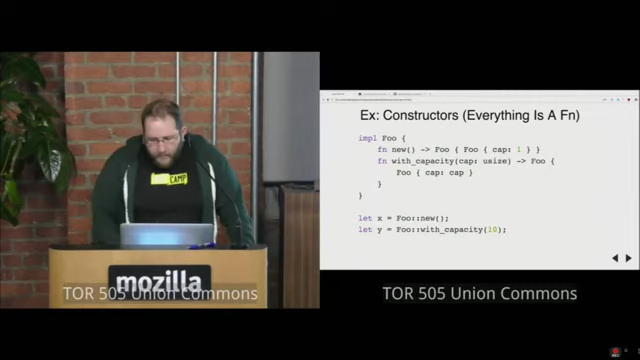 CAMP
mozilla
TOR 505 Union Commons
Ex: Constructors (Everything Is A Fn)
impl Foo {
fn new() -> Foo { Foo { cap: 1 } }
fn with_capacity(cap: usize) -> Foo {
Foo { cap: cap }
}
}
let x = Foo::new();
let y = Foo::with_capacity(10);
TOR 505 Union Commons